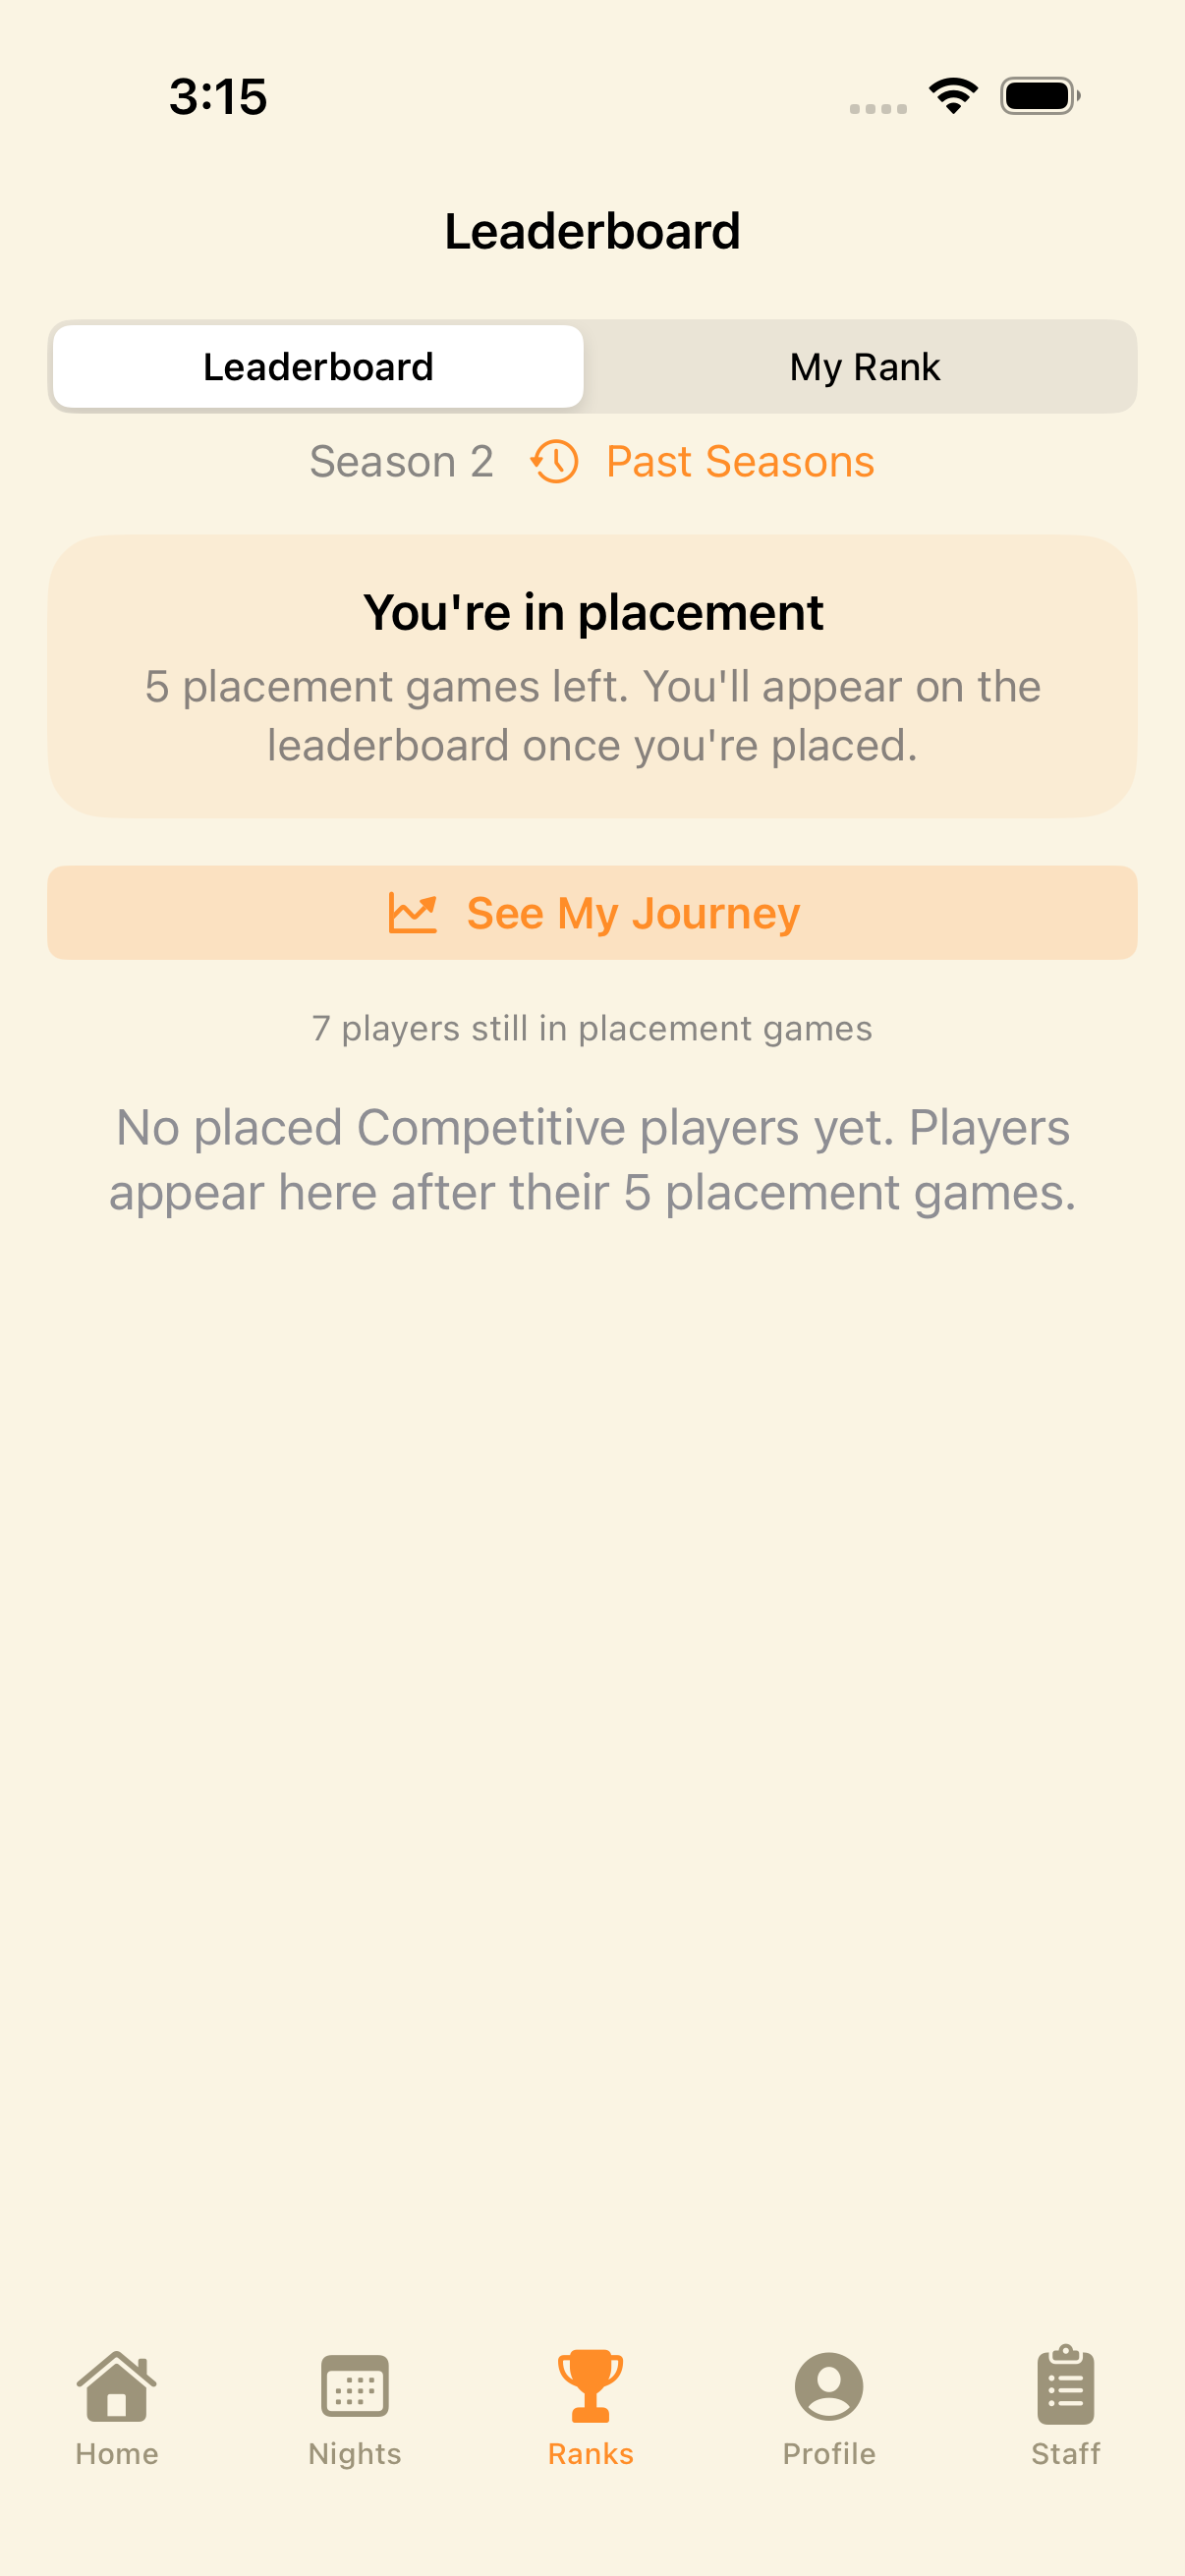 3:15
Leaderboard
Leaderboard
My Rank
Season 2 Past Seasons
You're in placement
5 placement games left. You'll appear on the
leaderboard once you're placed.
See My Journey
7 players still in placement games
No placed Competitive players yet. Players
appear here after their 5 placement games.
Home
Nights
Ranks
Profile
Staff